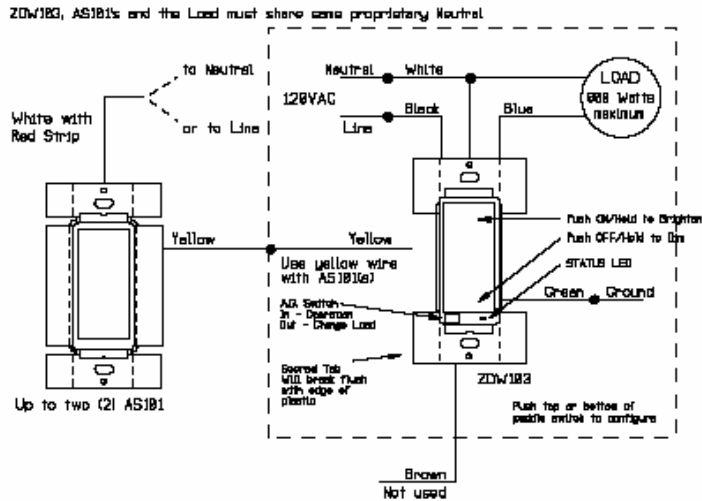 ZDW103, AS101's and the Load must share same proprietary Neutral
to Neutral
White with
Red Strip
or to Line
Neutral
White
120VAC
Black
Line
Blue
LOAD
Watts
maximum
Yellow
Yellow
Use yellow wire
with AS101(s)
Push ON/Hold to Brighten
Push OFF/Hold to Dim
STATUS LED
Green
Ground
Switch
In - Operation
Out - Change Load
Scored Tab
Will break flush
with edge of
plastic
ZDW103
Up to two (2) AS101
Push top or bottom of
paddle switch to configure
Brown
Not used